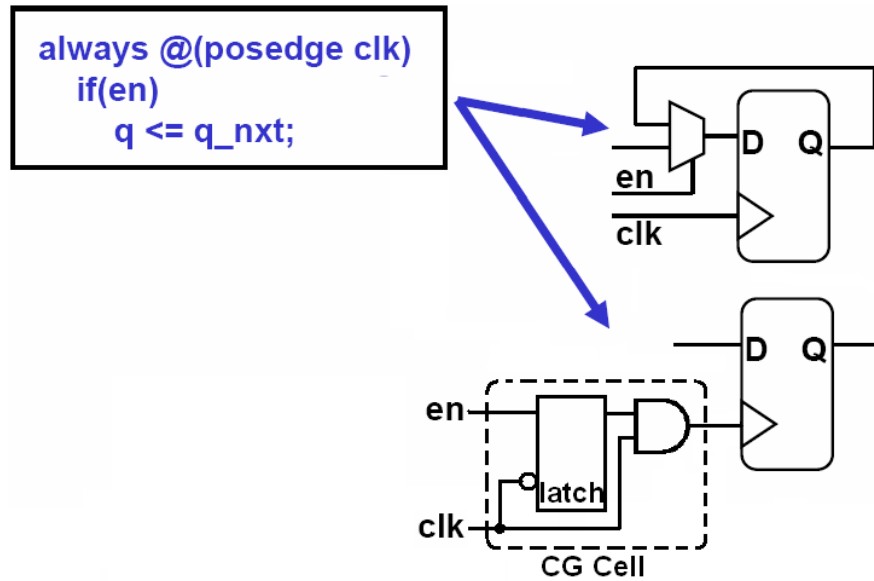 always @(posedge clk)
if(en)
q <= q_nxt;
D Q
en
clk
D Q
en
latch
clk
CG Cell